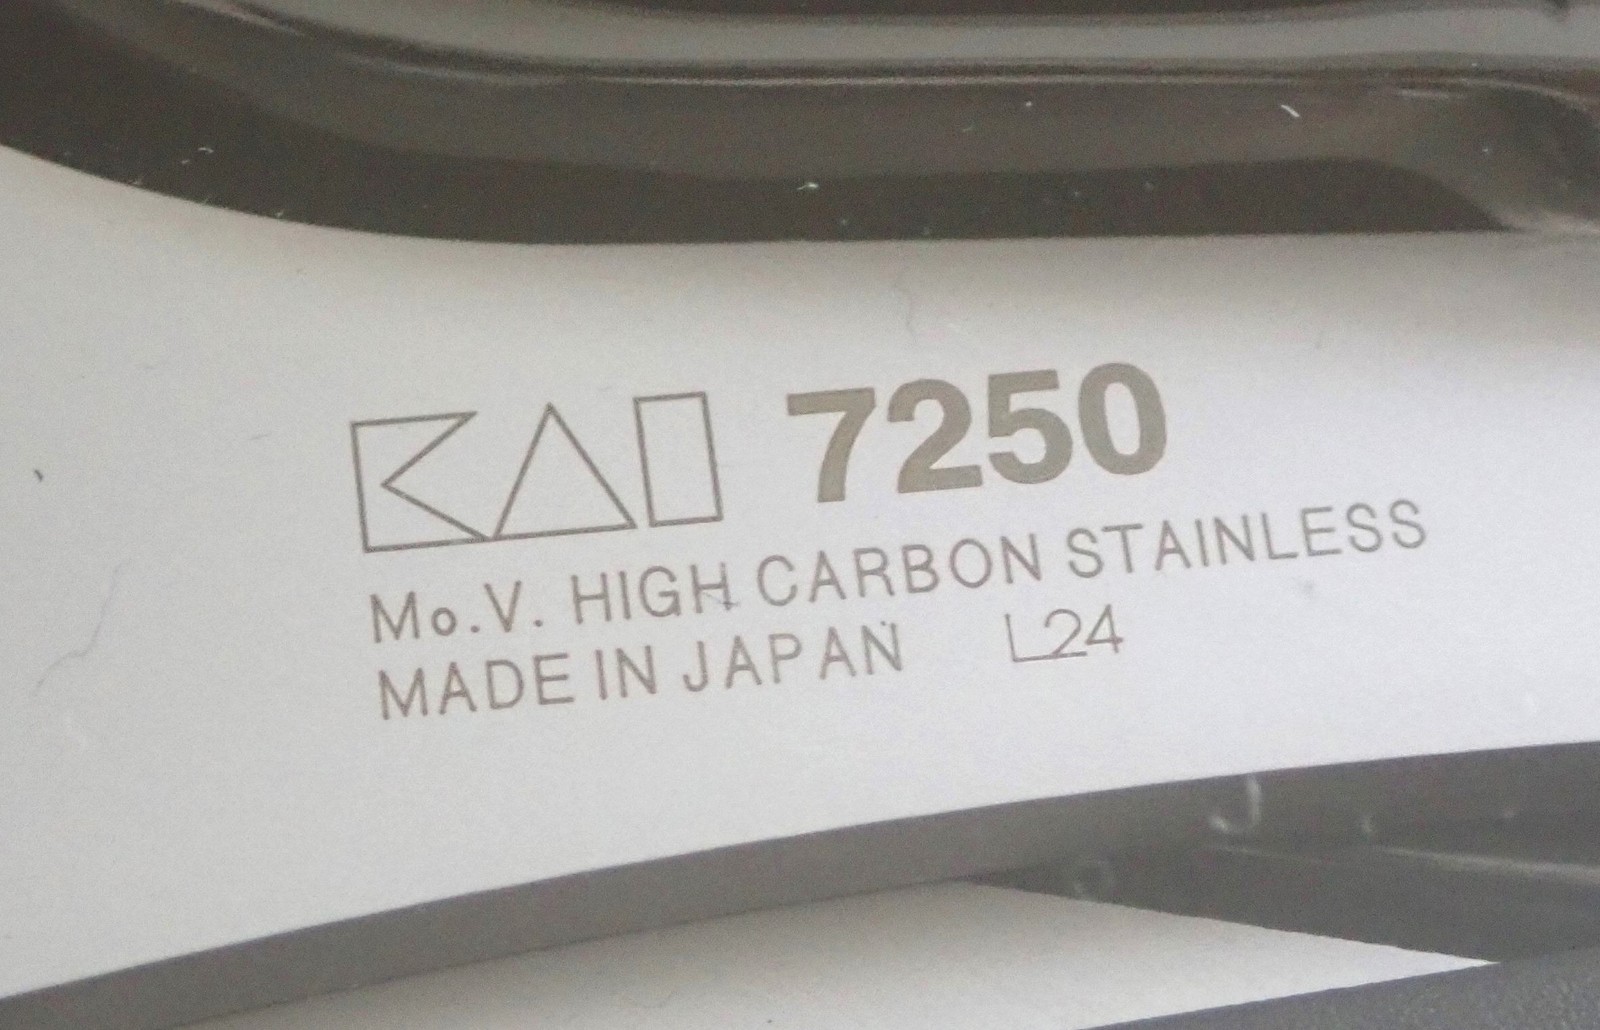 KAI 7250
Mo.V. HIGH CARBON STAINLESS
MADE IN JAPAN L24